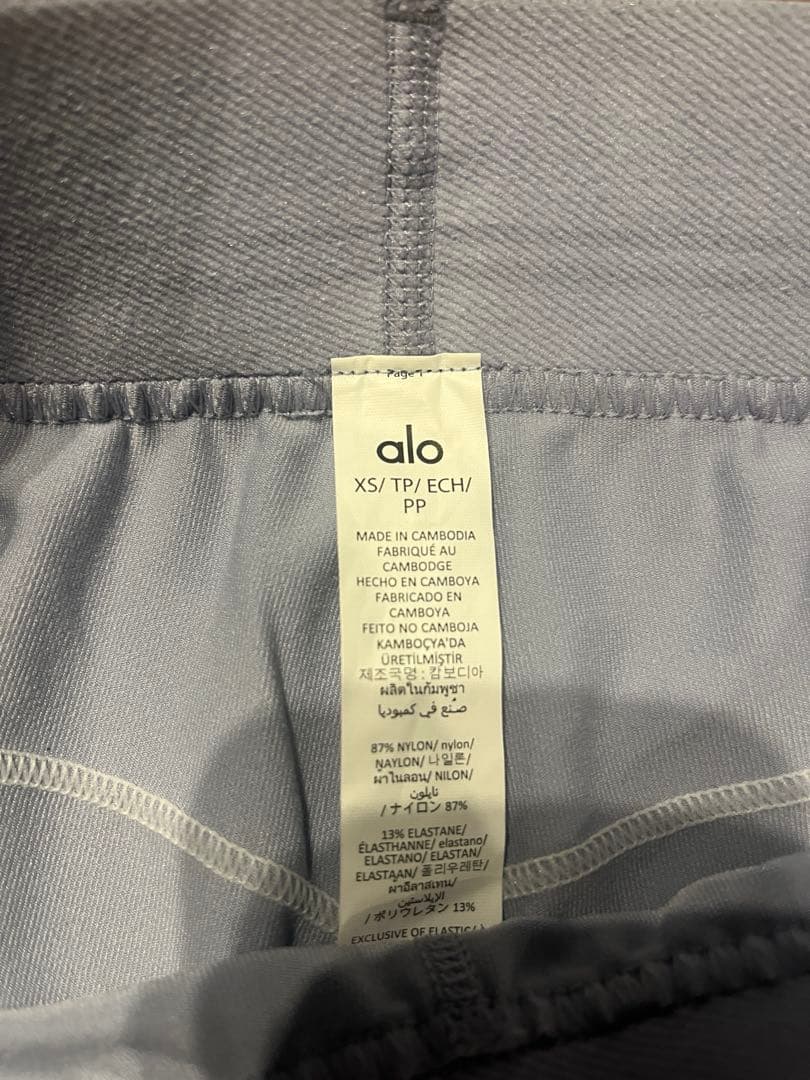 Page 1
alo
XS/ TP/ ECH/
PP
MADE IN CAMBODIA
FABRIQUÉ AU
CAMBODGE
HECHO EN CAMBOYA
FABRICADO EN
CAMBOYA
FEITO NO CAMBOJA
KAMBOÇYA'DA
ÜRETİLMİŞTİR
제조국명 : 캄보디아
ผลิตในกัมพูชา
صنع في كمبوديا
87% NYLON/ nylon/
NAYLON/ 나일론/
ผ้าไนลอน/ NILON/
نايلون
/ ナイロン 87%
13% ELASTANE/
ÉLASTHANNE/ elastano/
ELASTANO/ ELASTAN/
ELASTAAN/ 폴리우레탄/
ผ้าอีลาสเทน/
الإيلاستين
/ ポリウレタン 13%
EXCLUSIVE OF ELASTIC/